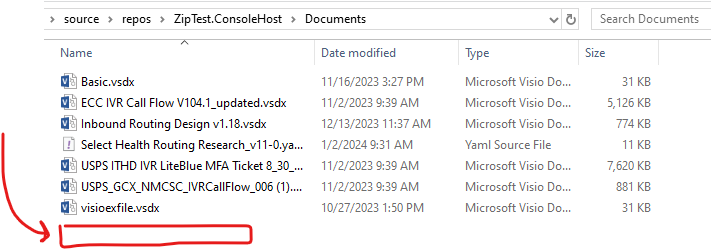 source > repos > ZipTest.ConsoleHost > Documents
Search Documents
Name Date modified Type Size
Basic.vsdx 11/16/2023 3:27 PM Microsoft Visio Do... 31 KB
ECC IVR Call Flow V104.1_updated.vsdx 11/2/2023 9:39 AM Microsoft Visio Do... 5,126 KB
Inbound Routing Design v1.18.vsdx 12/13/2023 11:37 AM Microsoft Visio Do... 774 KB
Select Health Routing Research_v11-0.ya... 1/2/2024 9:31 AM Yaml Source File 11 KB
USPS ITHD IVR LiteBlue MFA Ticket 8_30_... 11/2/2023 9:39 AM Microsoft Visio Do... 7,620 KB
USPS_GCX_NMCSC_IVRCallFlow_006 (1).... 11/2/2023 9:39 AM Microsoft Visio Do... 881 KB
visioexfile.vsdx 10/27/2023 1:50 PM Microsoft Visio Do... 31 KB